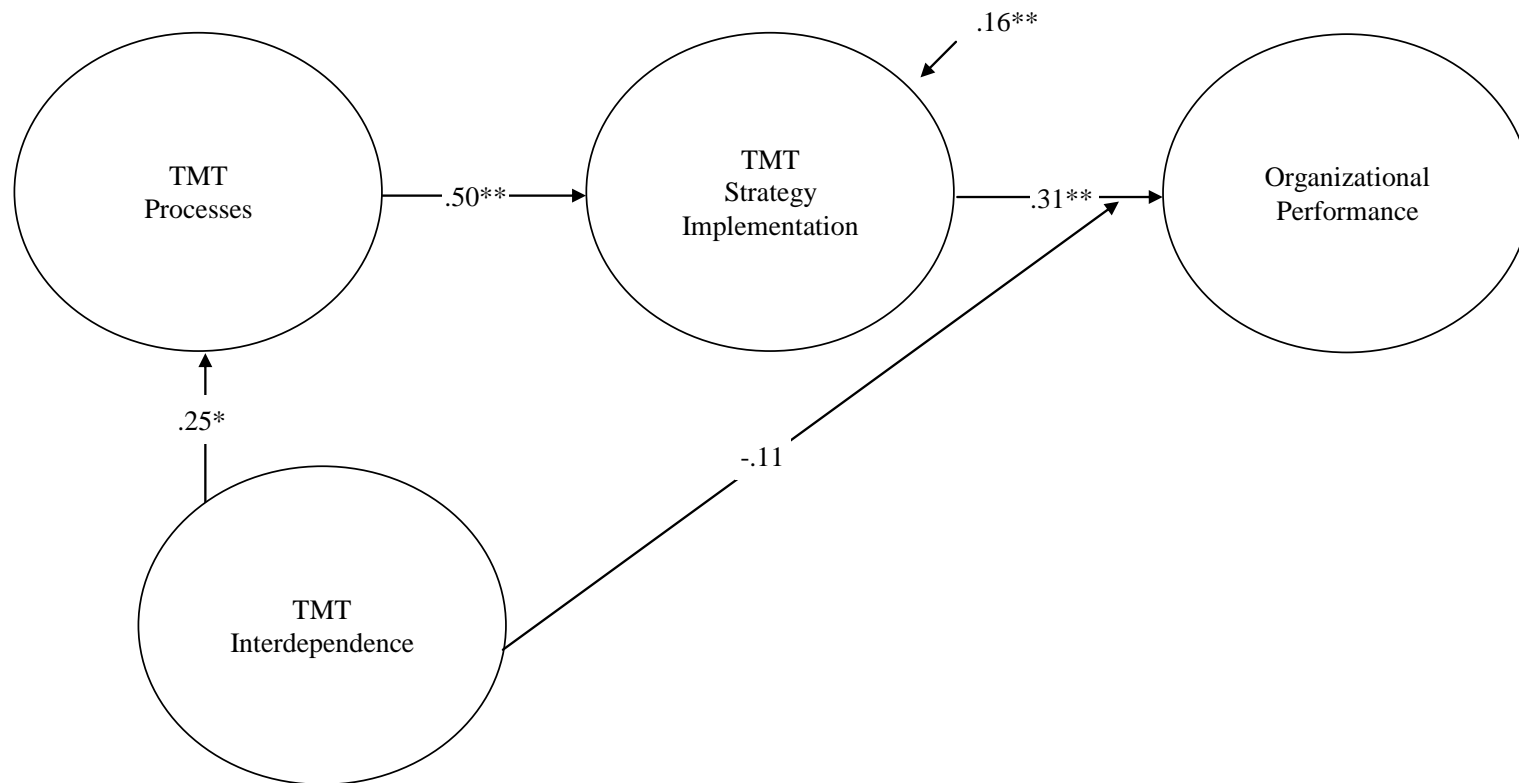 .16**
TMT
Processes
.50**
TMT
Strategy
Implementation
.31**
Organizational
Performance
.25*
-.11
TMT
Interdependence